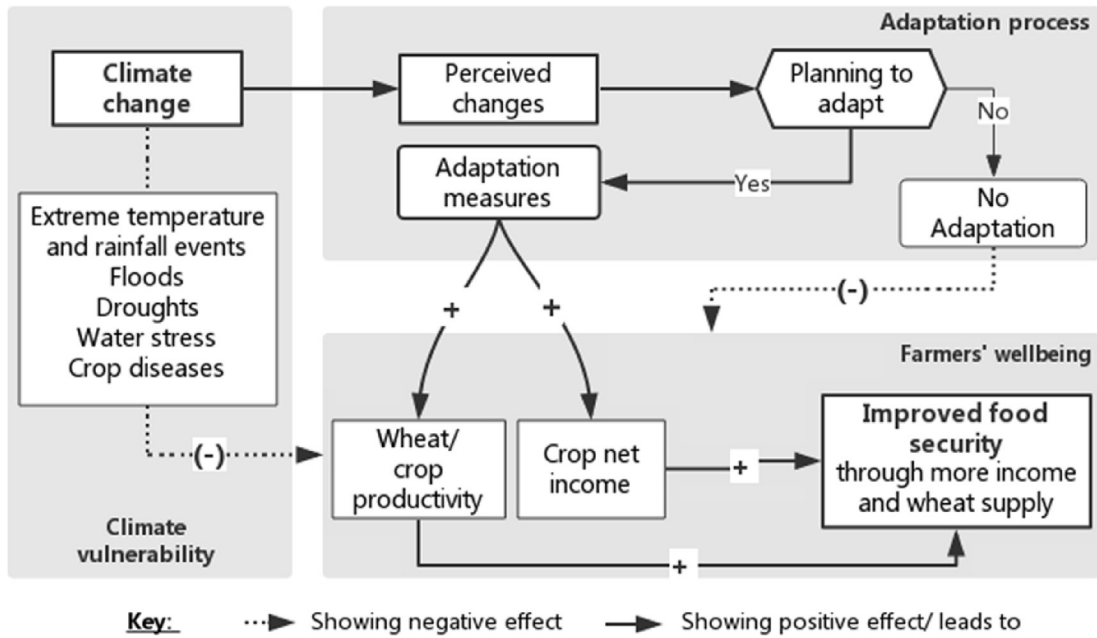 Adaptation process
Climate
change
Perceived
changes
Planning to
adapt
No
Yes
Adaptation
measures
No
Adaptation
Extreme temperature
and rainfall events
Floods
Droughts
Water stress
Crop diseases
(-)
Climate
vulnerability
+
+
(-)
Farmers' wellbeing
Wheat/
crop
productivity
Crop net
income
+
Improved food
security
through more income
and wheat supply
+
Key:
Showing negative effect
Showing positive effect/ leads to